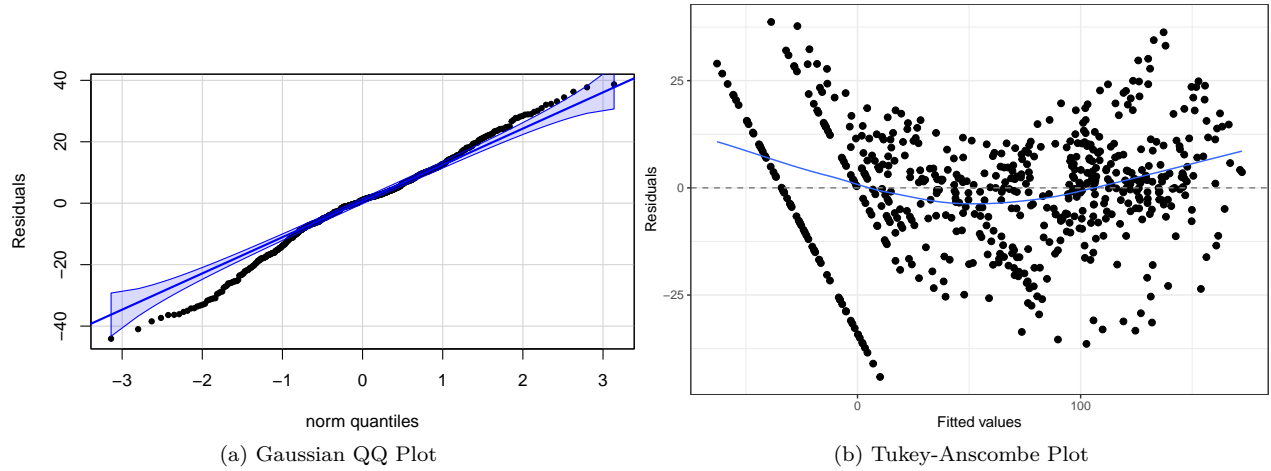 40
20
0
−20
−40
Residuals
−3
−2
−1
0
1
2
3
norm quantiles
(a) Gaussian QQ Plot
25
0
−25
Residuals
0
100
Fitted values
(b) Tukey-Anscombe Plot